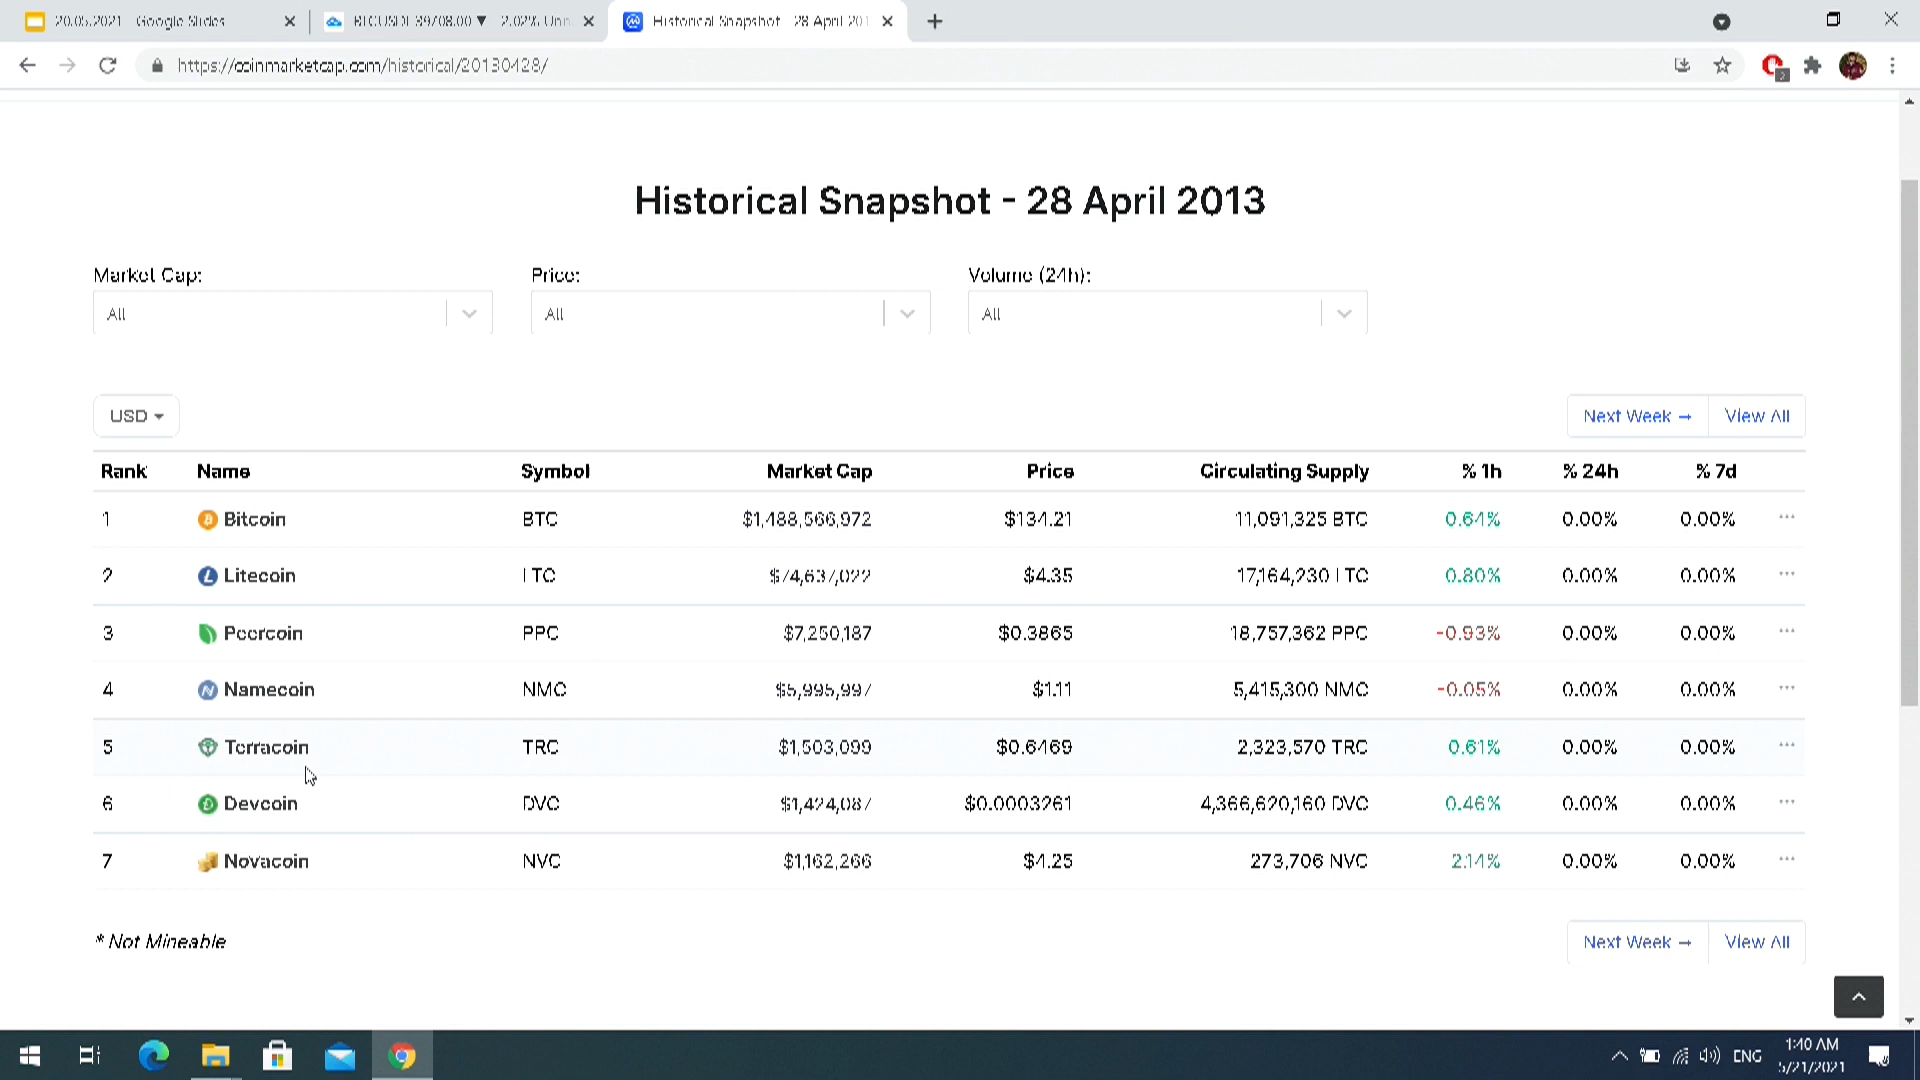 20.05.2021 - Google Slides
BTCUSDT 39708.00 ▼ -2.02% Unn
Historical Snapshot - 28 April 201
https://coinmarketcap.com/historical/20130428/
2
Historical Snapshot - 28 April 2013
Market Cap: Price: Volume (24h):
All All All
USD Next Week → View All
Rank Name Symbol Market Cap Price Circulating Supply % 1h % 24h % 7d
1 Bitcoin BTC $1,488,566,972 $134.21 11,091,325 BTC 0.64% 0.00% 0.00% ...
2 Litecoin LTC $74,637,022 $4.35 17,164,230 LTC 0.80% 0.00% 0.00% ...
3 Peercoin PPC $7,250,187 $0.3865 18,757,362 PPC -0.93% 0.00% 0.00% ...
4 Namecoin NMC $5,995,997 $1.11 5,415,300 NMC -0.05% 0.00% 0.00% ...
5 Terracoin TRC $1,503,099 $0.6469 2,323,570 TRC 0.61% 0.00% 0.00% ...
6 Devcoin DVC $1,424,087 $0.0003261 4,366,620,160 DVC 0.46% 0.00% 0.00% ...
7 Novacoin NVC $1,162,266 $4.25 273,706 NVC 2.14% 0.00% 0.00% ...
* Not Mineable
Next Week → View All
ENG
1:40 AM
5/21/2021